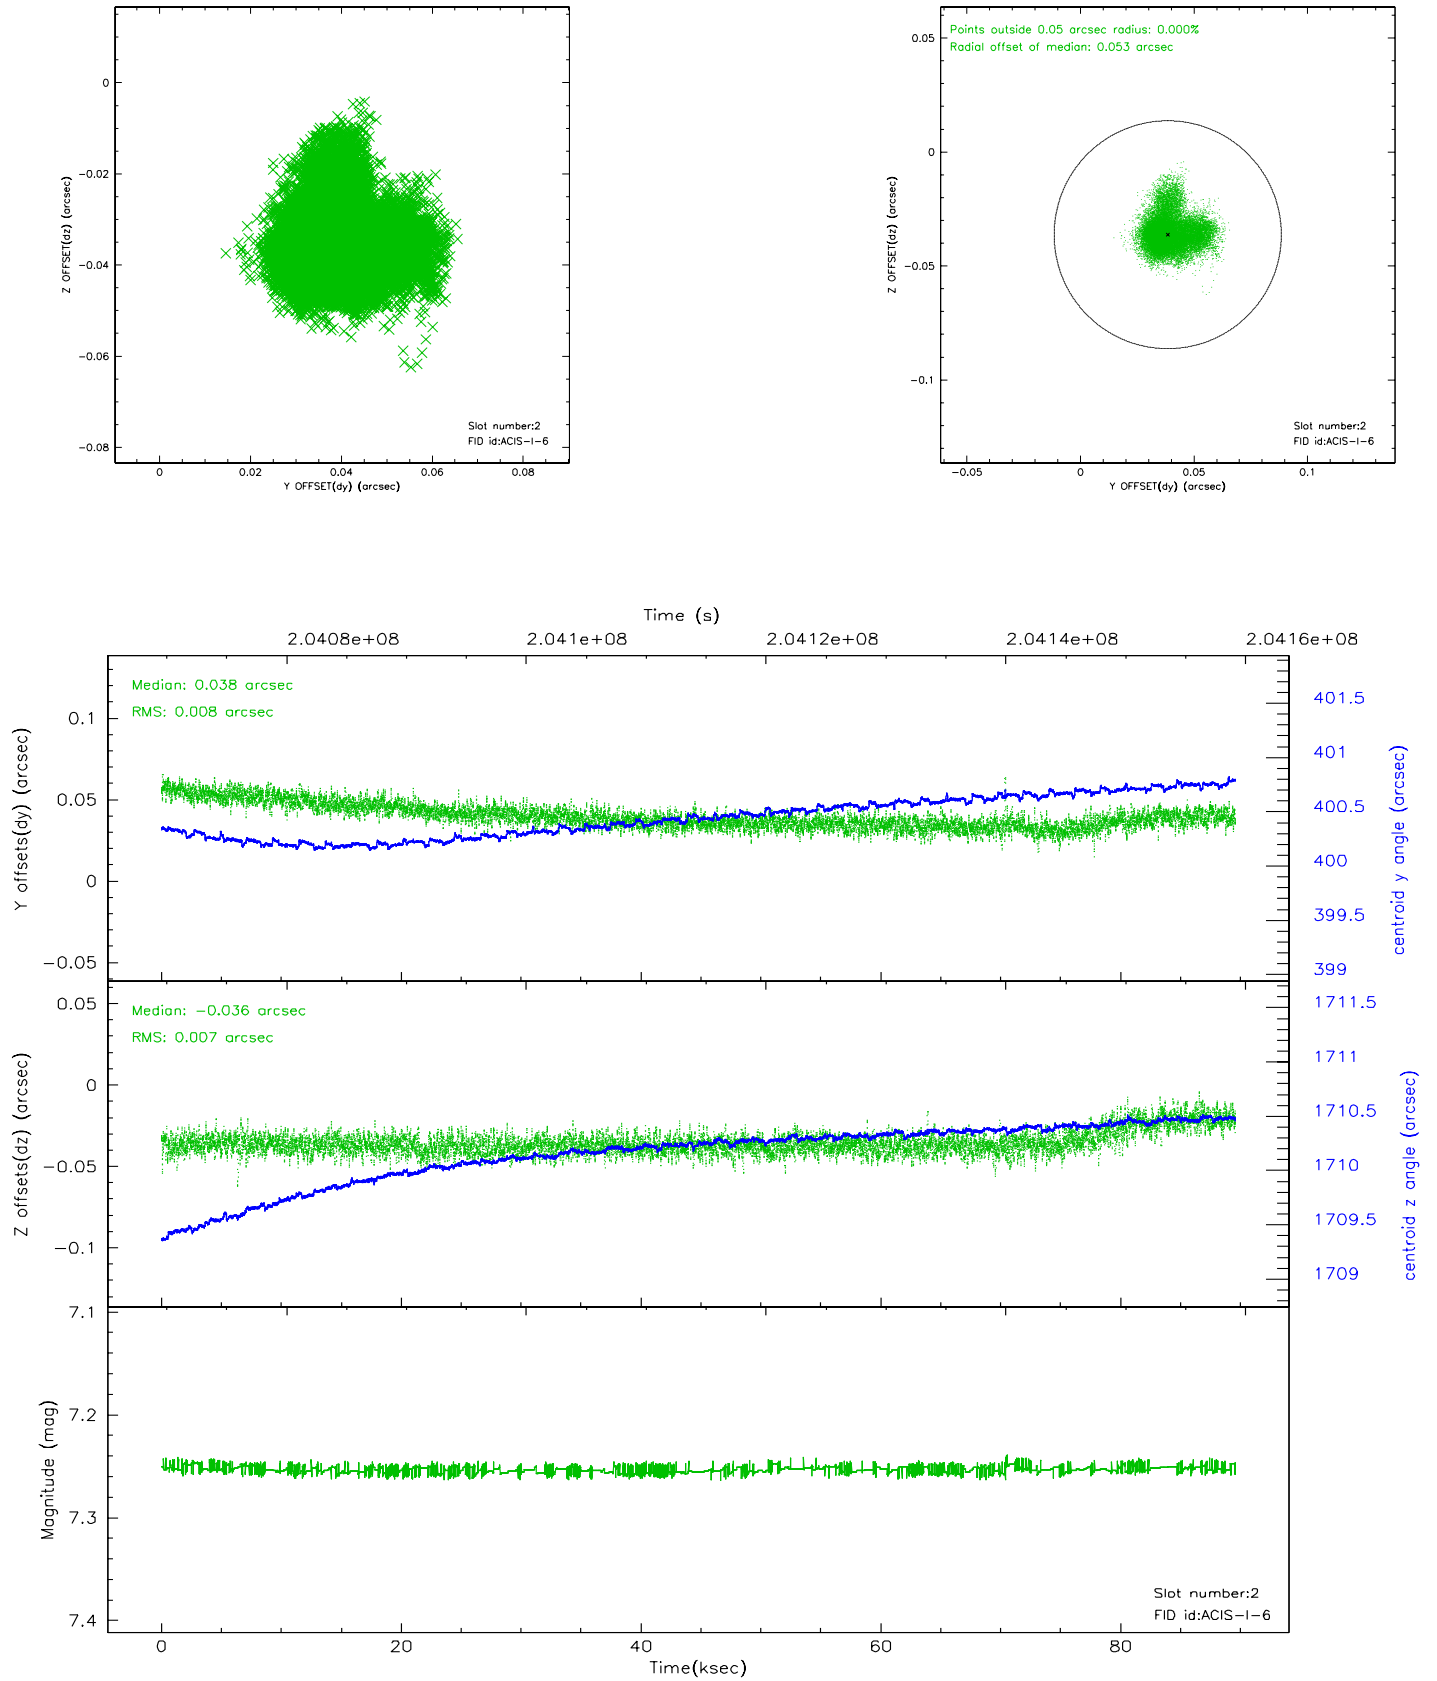 0
-0.02
-0.04
-0.06
-0.08
Z OFFSET(dz) (arcsec)
Slot number:2
FID id:ACIS-I-6
0 0.02 0.04 0.06 0.08
Y OFFSET(dy) (arcsec)
Points outside 0.05 arcsec radius: 0.000%
Radial offset of median: 0.053 arcsec
0.05
0
-0.05
-0.1
Z OFFSET(dz) (arcsec)
Slot number:2
FID id:ACIS-I-6
-0.05 0 0.05 0.1
Y OFFSET(dy) (arcsec)
Time (s)
2.0408e+08 2.041e+08 2.0412e+08 2.0414e+08 2.0416e+08
Median: 0.038 arcsec
RMS: 0.008 arcsec
0.1
0.05
0
-0.05
Y offsets(dy) (arcsec)
401.5
401
400.5
400
399.5
399
centroid y angle (arcsec)
Median: -0.036 arcsec
RMS: 0.007 arcsec
0.05
0
-0.05
-0.1
Z offsets(dz) (arcsec)
1711.5
1711
1710.5
1710
1709.5
1709
centroid z angle (arcsec)
7.1
7.2
7.3
7.4
Magnitude (mag)
Slot number:2
FID id:ACIS-I-6
0 20 40 60 80
Time(ksec)